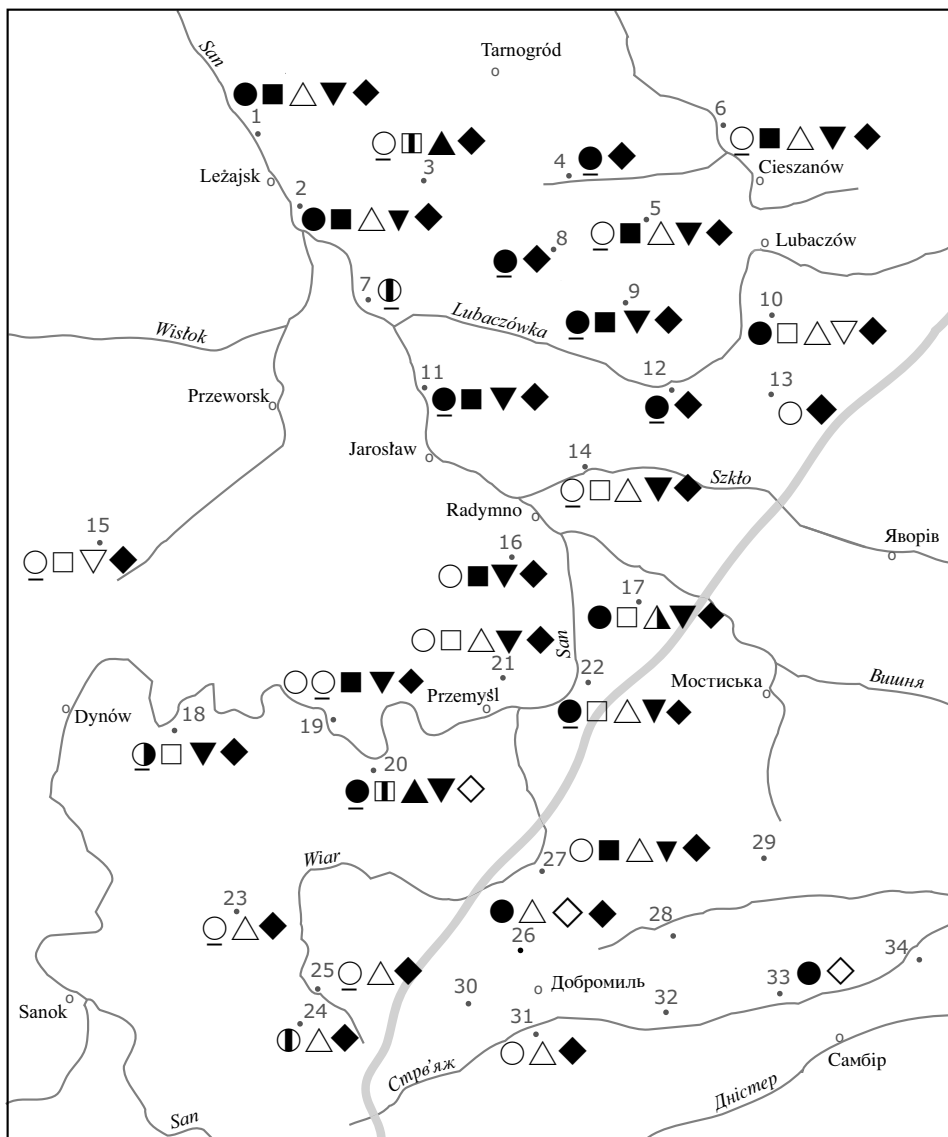 San
Tarnogród
1
6
3
4
Cieszanów
Leżajsk
2
5
8
Lubaczów
7
9
10
Lubaczówka
Wisłok
11
12
13
Przeworsk
Jarosław
14
Szkło
Radymno
15
16
Яворів
17
San
21
22
Мостиська
Вишня
Dynów
18
19
Przemyśl
20
27
29
Wiar
23
26
28
34
25
30
Добромиль
33
Sanok
24
31
32
Самбір
Стрв'яж
Дністер
San